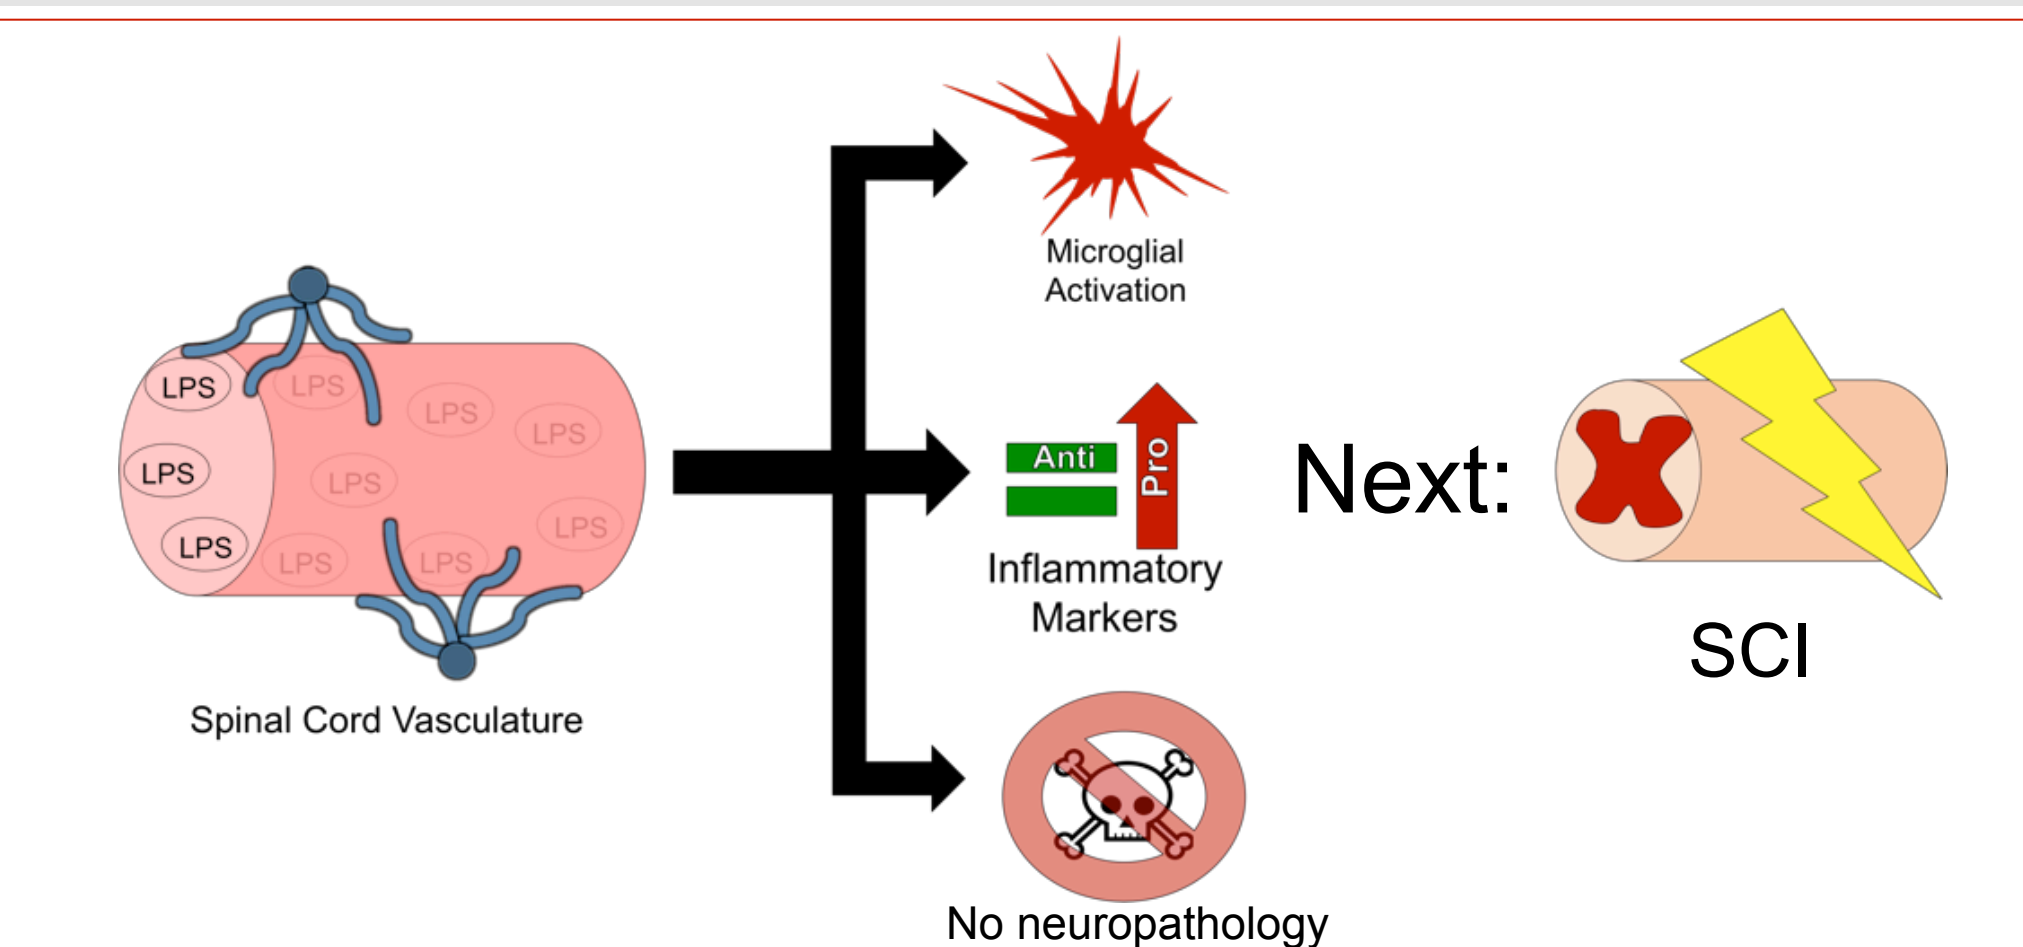 Microglial
Activation
LPS
LPS
LPS
LPS
LPS
LPS
LPS
LPS
LPS
LPS
Spinal Cord Vasculature
Anti
Pro
Inflammatory
Markers
No neuropathology
Next:
SCI